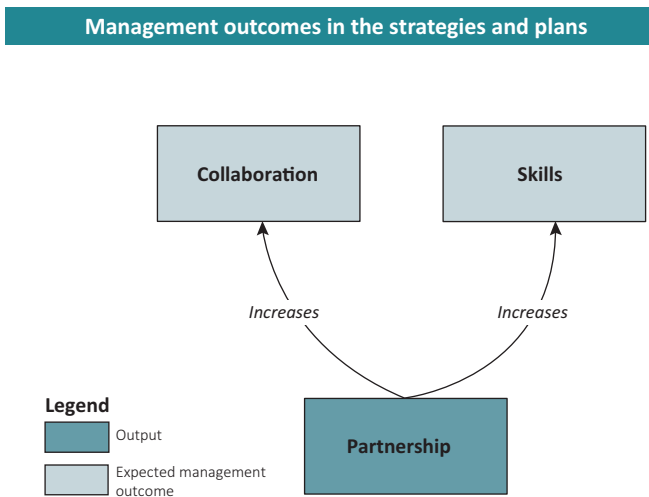 Management outcomes in the strategies and plans
Collaboration
Skills
Increases
Increases
Legend
Output
Expected management
outcome
Partnership